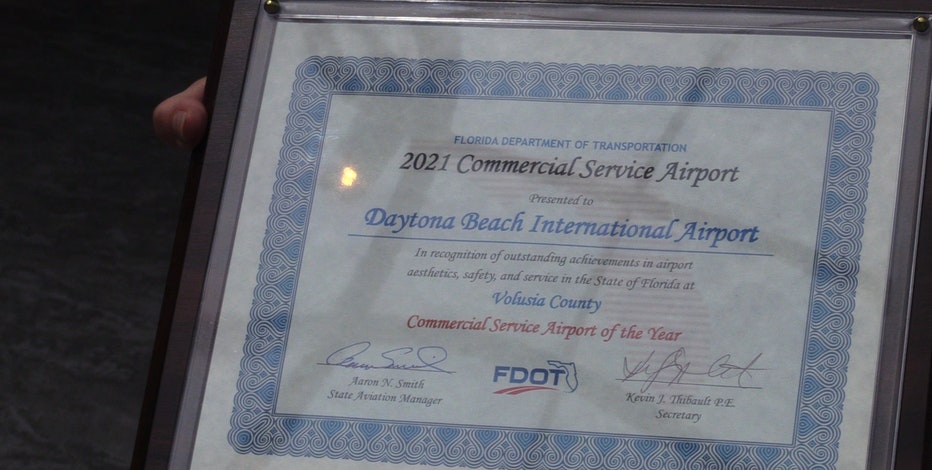 FLORIDA DEPARTMENT OF TRANSPORTATION
2021 Commercial Service Airport
Presented to
Daytona Beach International Airport
In recognition of outstanding achievements in airport
aesthetics, safety, and service in the State of Florida at
Volusia County
Commercial Service Airport of the Year
Aaron N. Smith
State Aviation Manager
FDOT
Kevin J. Thibault P.E.
Secretary